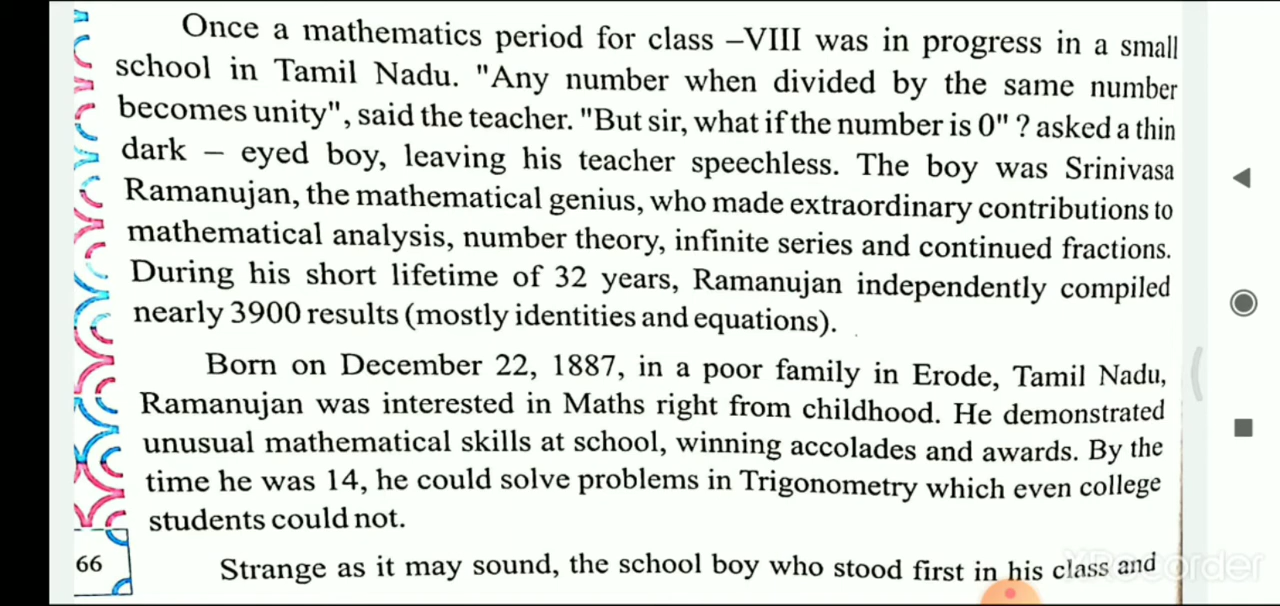 Once a mathematics period for class –VIII was in progress in a small
school in Tamil Nadu. "Any number when divided by the same number
becomes unity", said the teacher. "But sir, what if the number is 0" ? asked a thin
dark – eyed boy, leaving his teacher speechless. The boy was Srinivasa
Ramanujan, the mathematical genius, who made extraordinary contributions to
mathematical analysis, number theory, infinite series and continued fractions.
During his short lifetime of 32 years, Ramanujan independently compiled
nearly 3900 results (mostly identities and equations).
Born on December 22, 1887, in a poor family in Erode, Tamil Nadu,
Ramanujan was interested in Maths right from childhood. He demonstrated
unusual mathematical skills at school, winning accolades and awards. By the
time he was 14, he could solve problems in Trigonometry which even college
students could not.
66
Strange as it may sound, the school boy who stood first in his class and
XRecorder